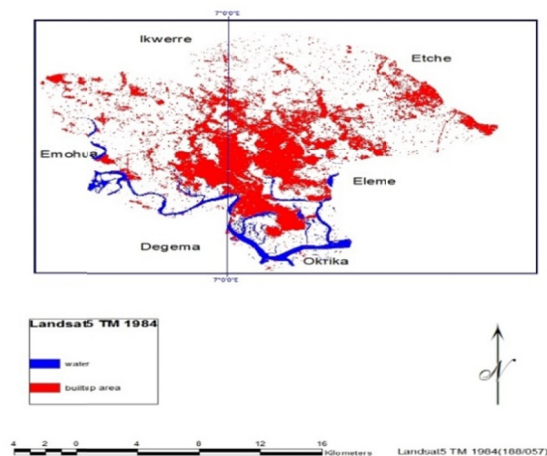 7°0'0"E
Ikwerre
Etche
Emohua
Eleme
Degema
Okrika
7°0'0"E
Landsat5 TM 1984
water
builtsp area
4 2 0 4 8 12 16
Kilometers
N
Landsat5 TM 1984(188/057)